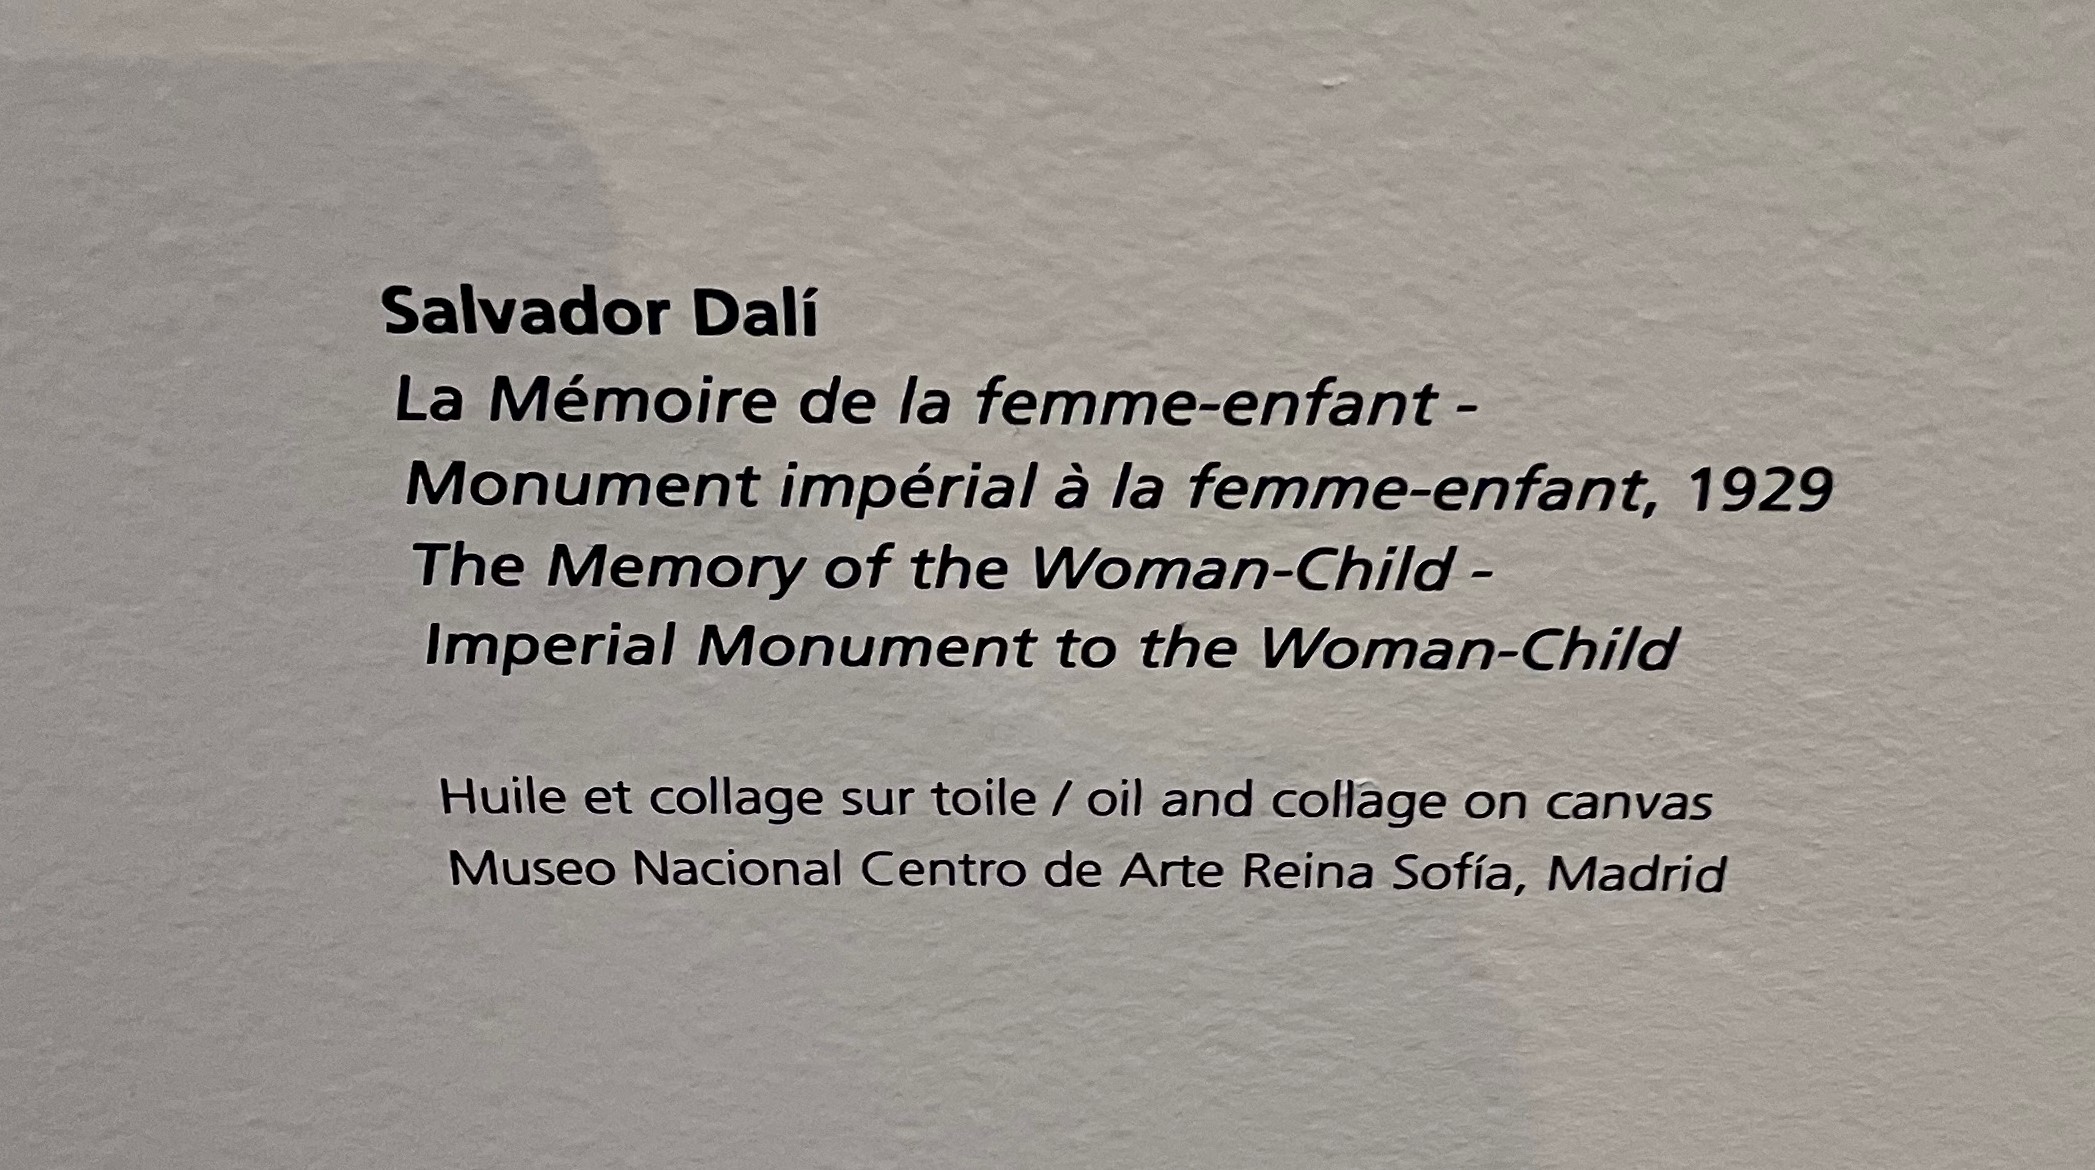 Salvador Dalí
La Mémoire de la femme-enfant -
Monument impérial à la femme-enfant, 1929
The Memory of the Woman-Child -
Imperial Monument to the Woman-Child
Huile et collage sur toile / oil and collage on canvas
Museo Nacional Centro de Arte Reina Sofía, Madrid